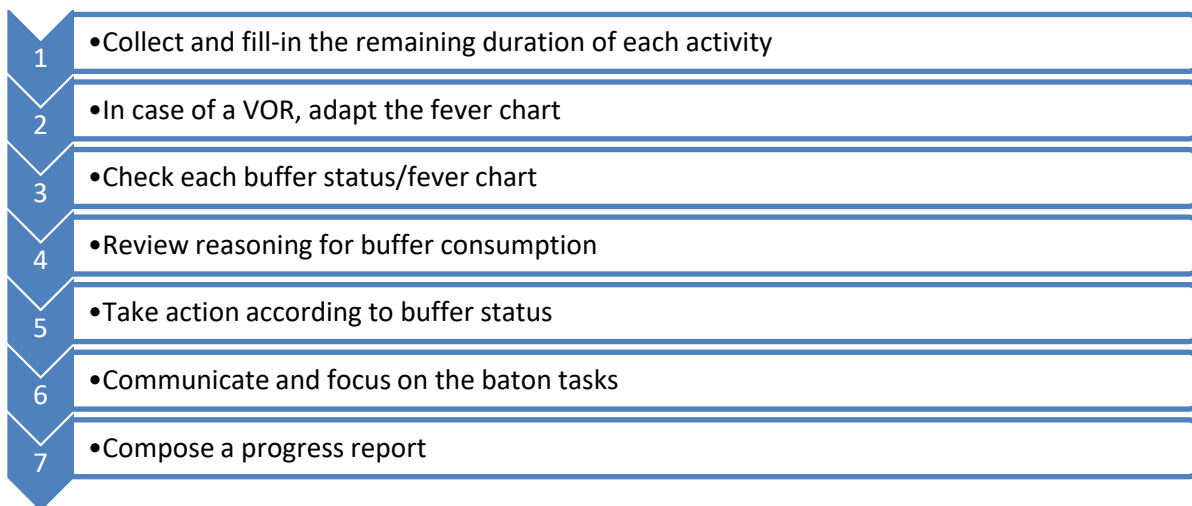 1 •Collect and fill-in the remaining duration of each activity
2 •In case of a VOR, adapt the fever chart
3 •Check each buffer status/fever chart
4 •Review reasoning for buffer consumption
5 •Take action according to buffer status
6 •Communicate and focus on the baton tasks
7 •Compose a progress report